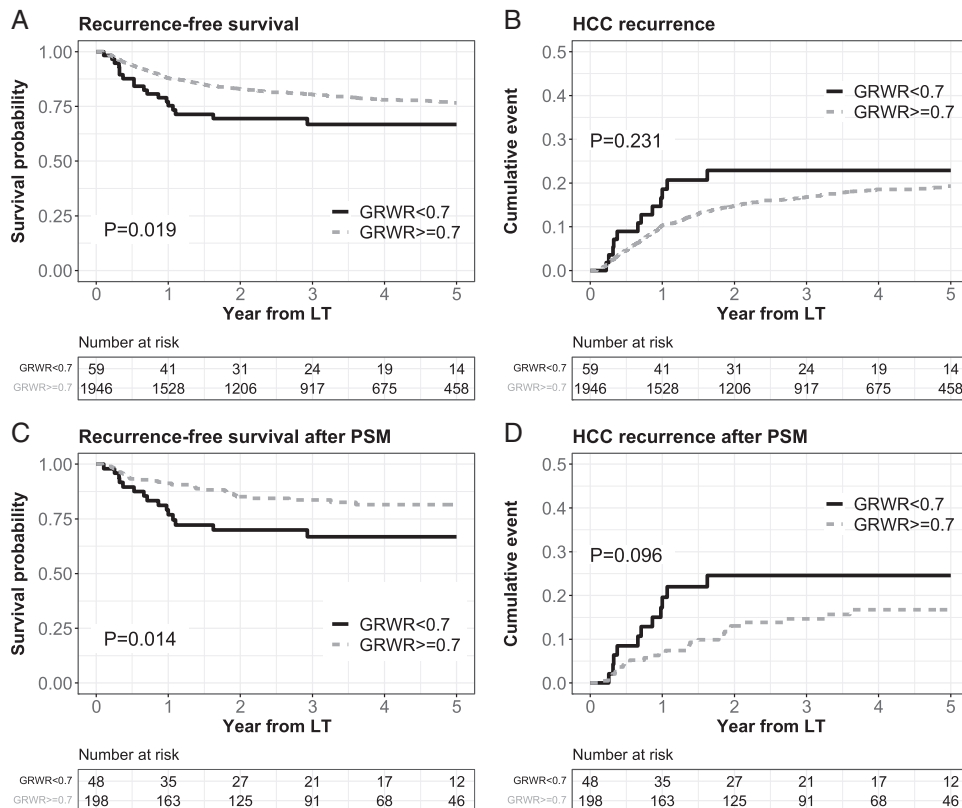 A
Recurrence-free survival
Survival probability
1.00
0.75
0.50
0.25
0.00
P=0.019
GRWR<0.7
GRWR>=0.7
0 1 2 3 4 5
Year from LT
Number at risk
GRWR<0.7 59 41 31 24 19 14
GRWR>=0.7 1946 1528 1206 917 675 458
B
HCC recurrence
Cumulative event
0.5
0.4
0.3
0.2
0.1
0.0
P=0.231
GRWR<0.7
GRWR>=0.7
0 1 2 3 4 5
Year from LT
Number at risk
GRWR<0.7 59 41 31 24 19 14
GRWR>=0.7 1946 1528 1206 917 675 458
C
Recurrence-free survival after PSM
Survival probability
1.00
0.75
0.50
0.25
0.00
P=0.014
GRWR<0.7
GRWR>=0.7
0 1 2 3 4 5
Year from LT
Number at risk
GRWR<0.7 48 35 27 21 17 12
GRWR>=0.7 198 163 125 91 68 46
D
HCC recurrence after PSM
Cumulative event
0.5
0.4
0.3
0.2
0.1
0.0
P=0.096
GRWR<0.7
GRWR>=0.7
0 1 2 3 4 5
Year from LT
Number at risk
GRWR<0.7 48 35 27 21 17 12
GRWR>=0.7 198 163 125 91 68 46